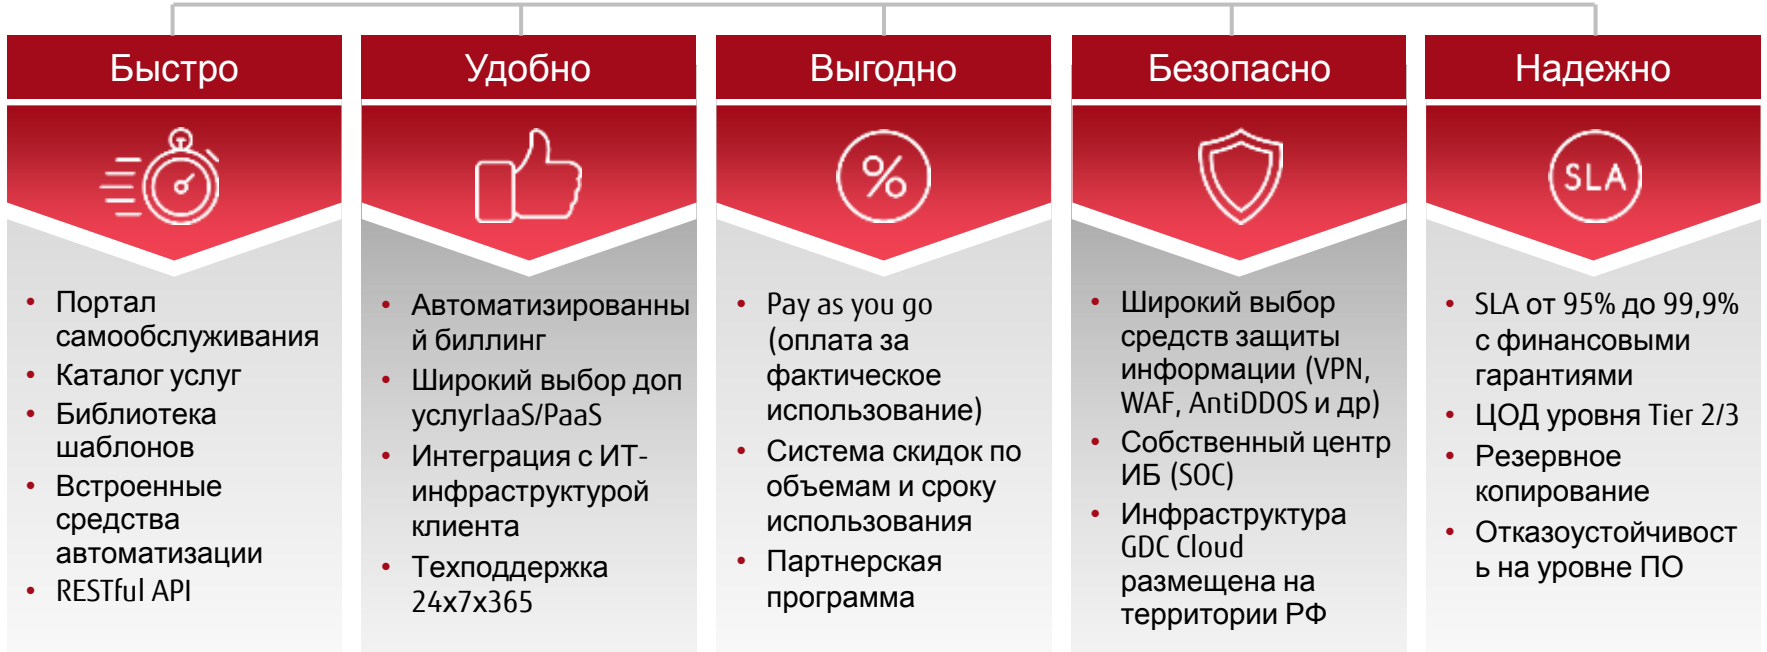 Быстро
Портал
самообслуживания
Каталог услуг
Библиотека
шаблонов
Встроенные
средства
автоматизации
RESTful API
Удобно
Автоматизированны
й биллинг
Широкий выбор доп
услугIaaS/PaaS
Интеграция с ИТ-
инфраструктурой
клиента
Техподдержка
24x7x365
Выгодно
%
Pay as you go
(оплата за
фактическое
использование)
Система скидок по
объемам и сроку
использования
Партнерская
программа
Безопасно
Широкий выбор
средств защиты
информации (VPN,
WAF, AntiDDOS и др)
Собственный центр
ИБ (SOC)
Инфраструктура
GDC Cloud
размещена на
территории РФ
Надежно
SLA
SLA от 95% до 99,9%
с финансовыми
гарантиями
ЦОД уровня Tier 2/3
Резервное
копирование
Отказоустойчивост
ь на уровне ПО